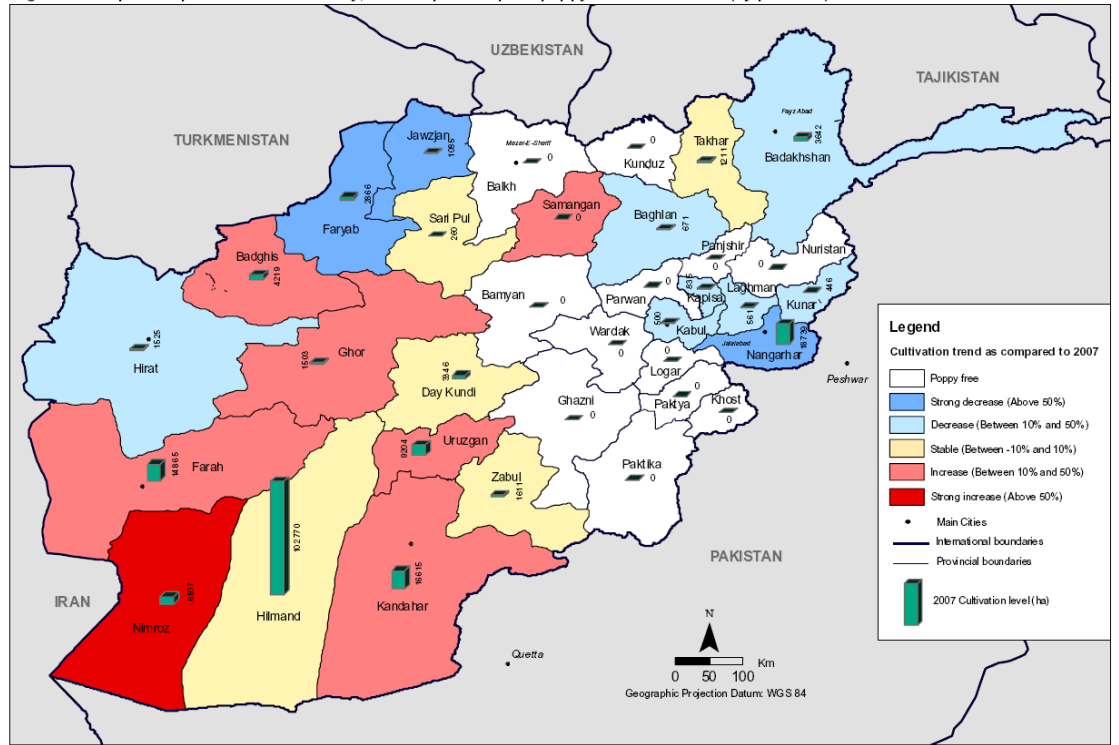 UZBEKISTAN
TAJIKISTAN
TURKMENISTAN
Fayz Abad
3642
Badakhshan
Jawzjan
1085
Mazar-E-Sherif
0
Balkh
0
Kunduz
Takhar
1211
2866
Faryab
Sari Pul
260
Samangan
0
Baghlan
671
Panjshir
0
Nuristan
0
Badghis
4219
Bamyan
0
Parwan
0
835
Kapisa
Laghman
561
446
Kunar
1525
Hirat
1503
Ghor
Wardak
0
500
Kabul
Jalalabad
18739
Nangarhar
Peshwar
3346
Day Kundi
Logar
0
Ghazni
0
Paktya
0
Khost
0
14865
Farah
9204
Uruzgan
Zabul
1611
Paktika
0
102770
Hilmand
16615
Kandahar
6507
Nimroz
IRAN
PAKISTAN
Quetta
N
0 50 100 Km
Geographic Projection Datum: WGS 84
Legend
Cultivation trend as compared to 2007
Poppy free
Strong decrease (Above 50%)
Decrease (Between 10% and 50%)
Stable (Between -10% and 10%)
Increase (Between 10% and 50%)
Strong increase (Above 50%)
Main Cities
International boundaries
Provincial boundaries
2007 Cultivation level (ha)